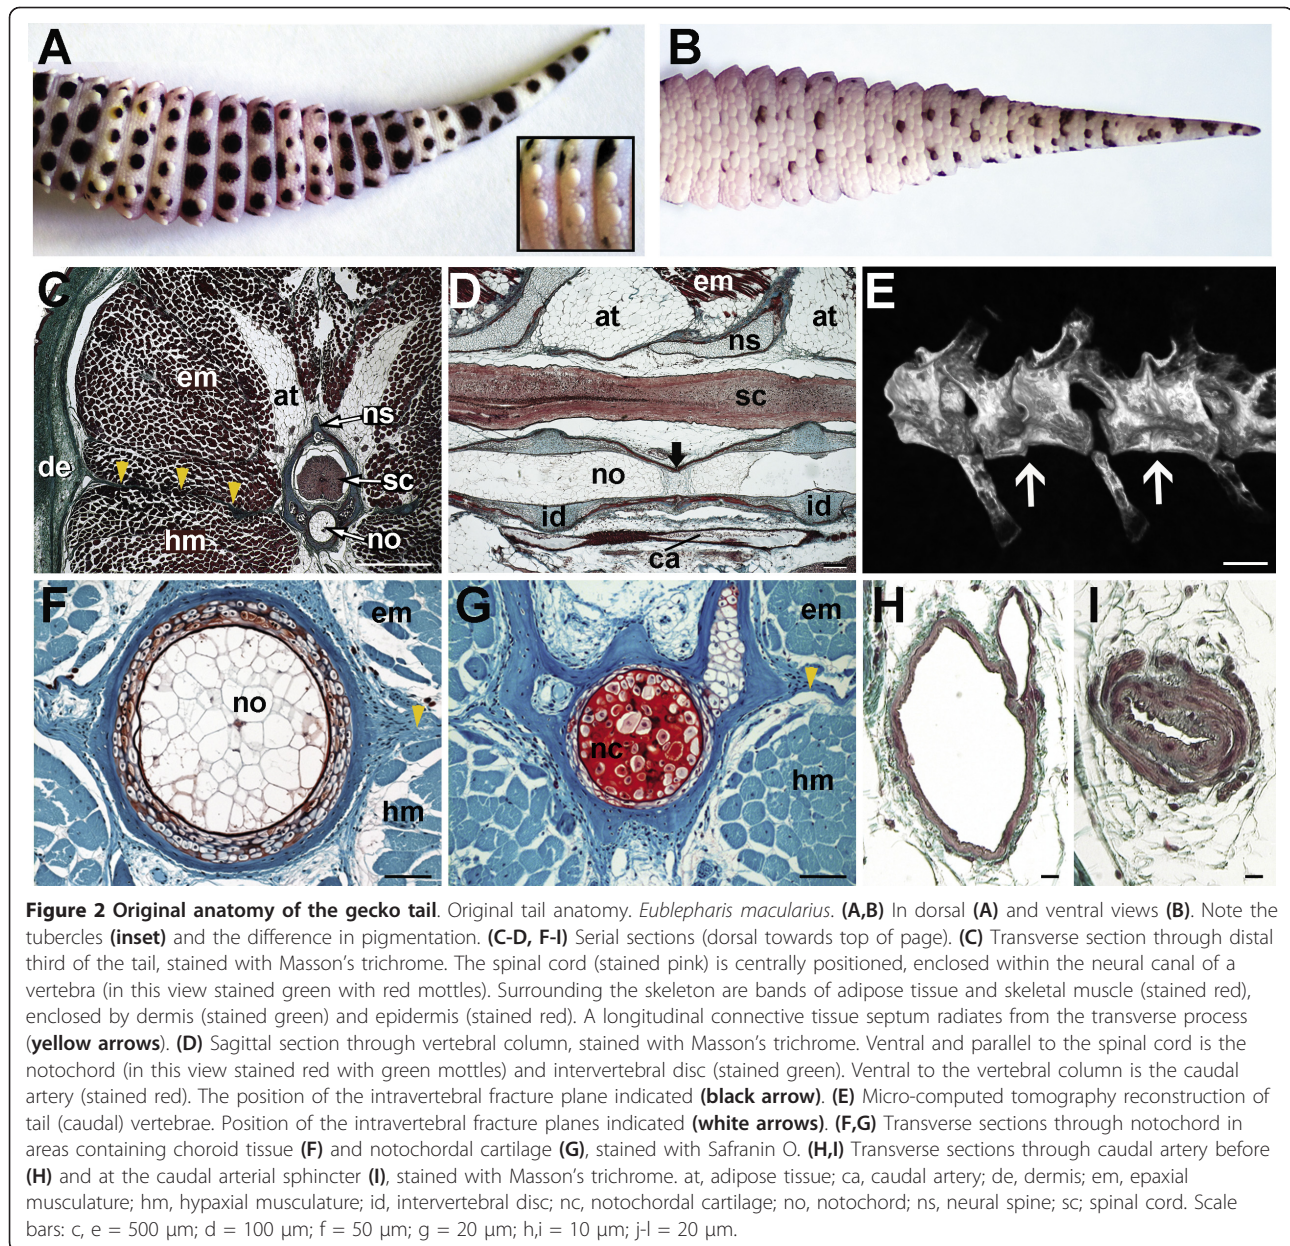 A
B
C
em
at
ns
de
sc
hm
no
D
em
at
at
ns
sc
no
id
id
ca
E
F
em
no
hm
G
em
nc
hm
H
I
Figure 2 Original anatomy of the gecko tail. Original tail anatomy. Eublepharis macularius. (A,B) In dorsal (A) and ventral views (B). Note the
tubercles (inset) and the difference in pigmentation. (C-D, F-I) Serial sections (dorsal towards top of page). (C) Transverse section through distal
third of the tail, stained with Masson's trichrome. The spinal cord (stained pink) is centrally positioned, enclosed within the neural canal of a
vertebra (in this view stained green with red mottles). Surrounding the skeleton are bands of adipose tissue and skeletal muscle (stained red),
enclosed by dermis (stained green) and epidermis (stained red). A longitudinal connective tissue septum radiates from the transverse process
(yellow arrows). (D) Sagittal section through vertebral column, stained with Masson's trichrome. Ventral and parallel to the spinal cord is the
notochord (in this view stained red with green mottles) and intervertebral disc (stained green). Ventral to the vertebral column is the caudal
artery (stained red). The position of the intravertebral fracture plane indicated (black arrow). (E) Micro-computed tomography reconstruction of
tail (caudal) vertebrae. Position of the intravertebral fracture planes indicated (white arrows). (F,G) Transverse sections through notochord in
areas containing choroid tissue (F) and notochordal cartilage (G), stained with Safranin O. (H,I) Transverse sections through caudal artery before
(H) and at the caudal arterial sphincter (I), stained with Masson's trichrome. at, adipose tissue; ca, caudal artery; de, dermis; em, epaxial
musculature; hm, hypaxial musculature; id, intervertebral disc; nc, notochordal cartilage; no, notochord; ns, neural spine; sc; spinal cord. Scale
bars: c, e = 500 μm; d = 100 μm; f = 50 μm; g = 20 μm; h,i = 10 μm; j-l = 20 μm.